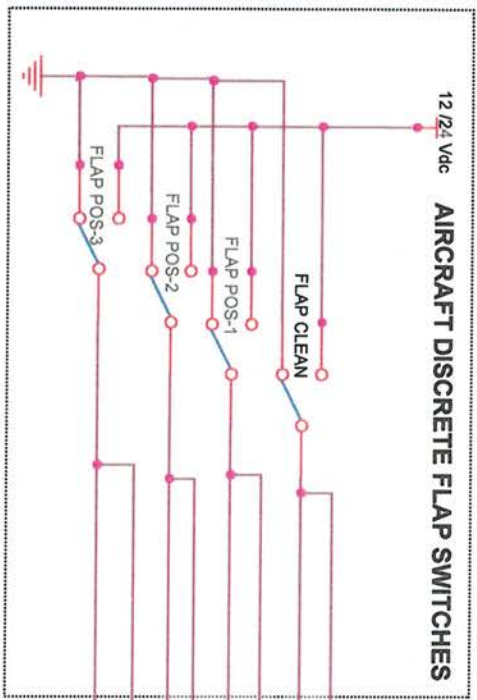 AIRCRAFT DISCRETE FLAP SWITCHES
12 /24 Vdc
FLAP CLEAN
FLAP POS-1
FLAP POS-2
FLAP POS-3